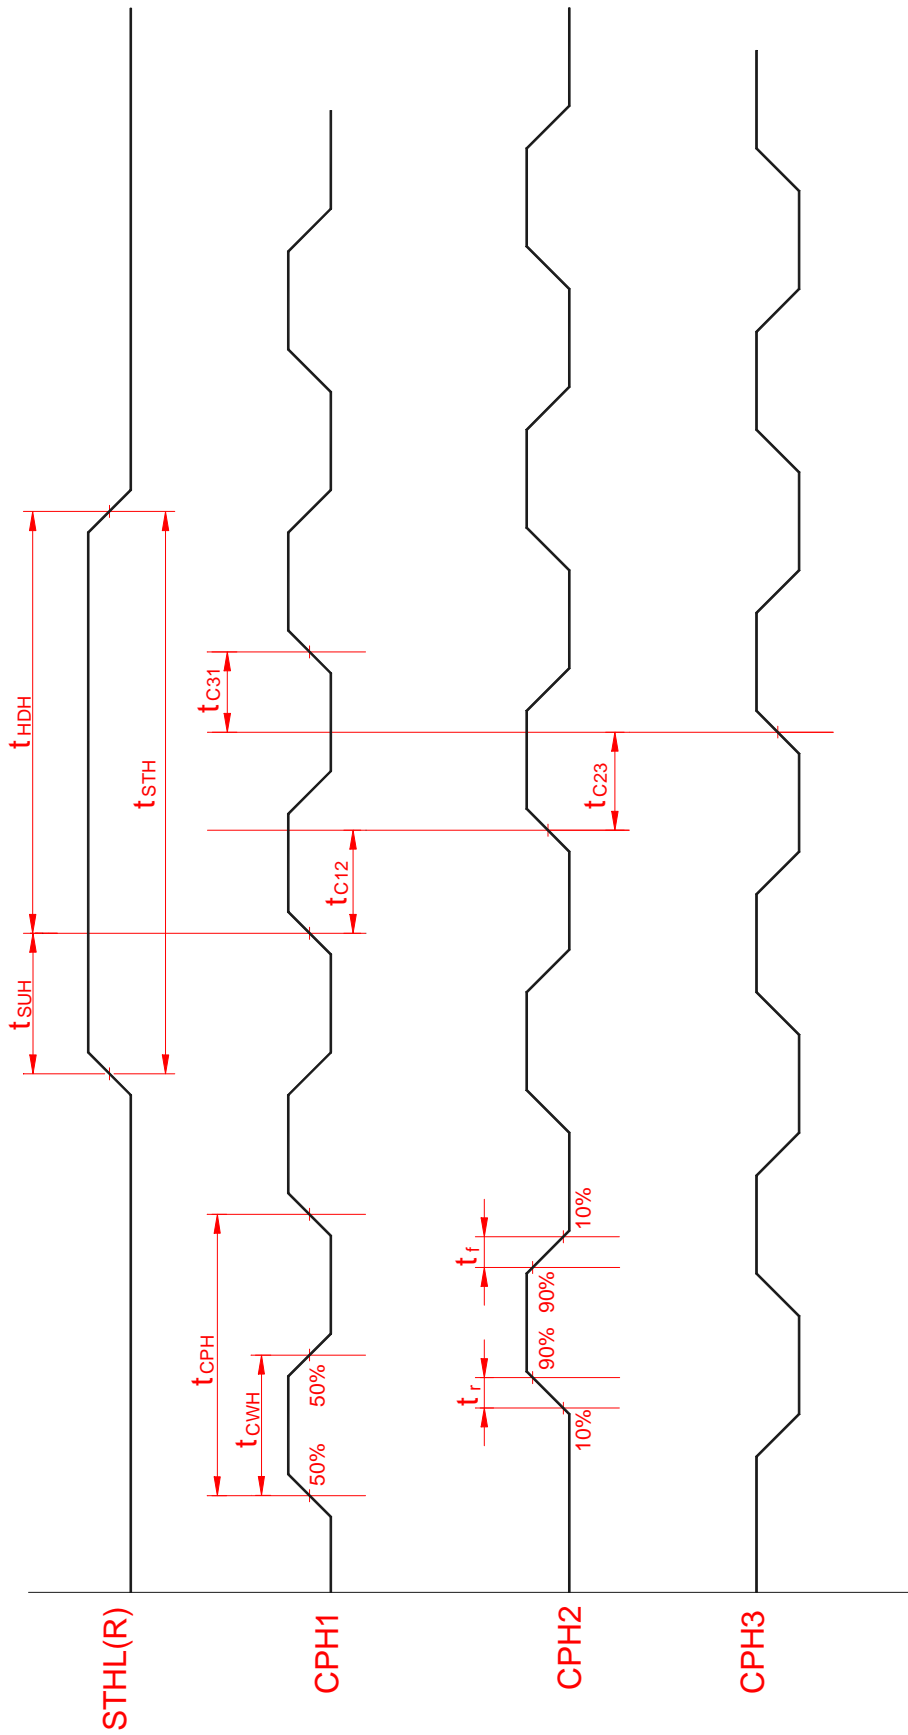 STHL(R)
tSUH
tHDH
tSTH
CPH1
tCPH
tCWH
50%
50%
tC12
tC31
CPH2
tr
tf
10%
90%
90%
10%
tC23
CPH3